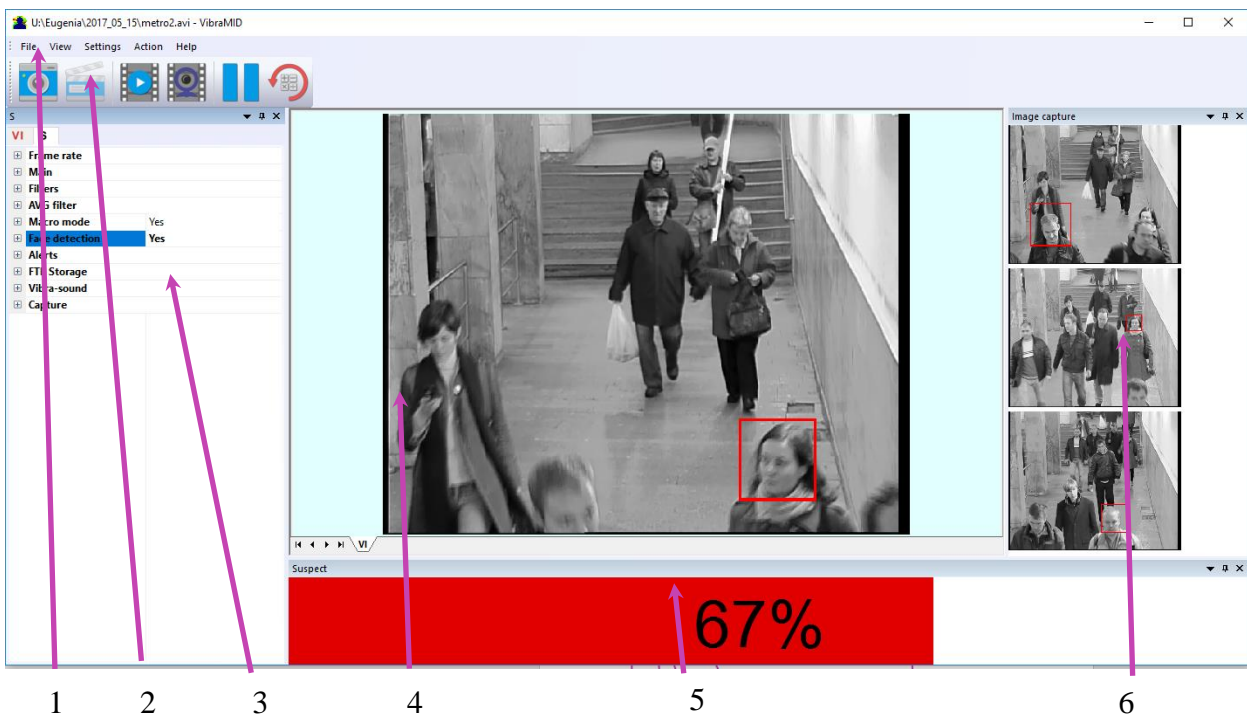 U:\Eugenia\2017_05_15\metro2.avi - VibraMID
File View Settings Action Help
S
VI S
Frame rate
Main
Filters
AVG filter
Macro mode Yes
Face detection Yes
Alerts
FTP Storage
Vibra-sound
Capture
VI
Image capture
Suspect
67%
1 2 3 4 5 6